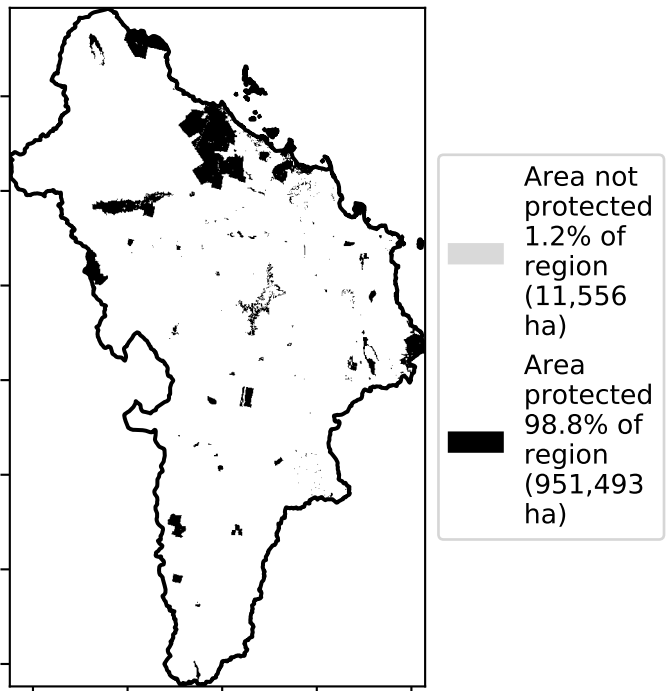 Area not
protected
1.2% of
region
(11,556
ha)
Area
protected
98.8% of
region
(951,493
ha)